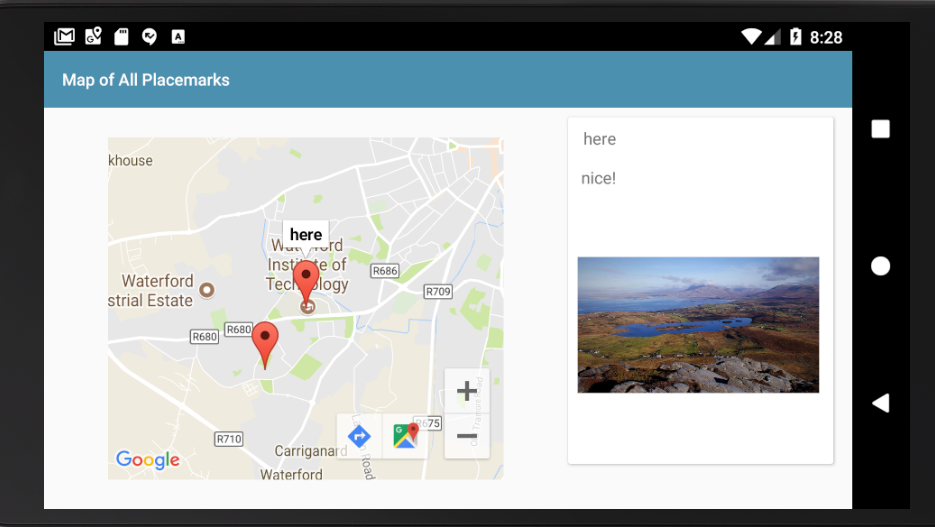 8:28
Map of All Placemarks
khouse
here
Waterford
Institute of
Technology
Waterford
strial Estate
R686
R709
R680
R680
R675
R710
Carriganard
Road
Waterford
Google
here
nice!